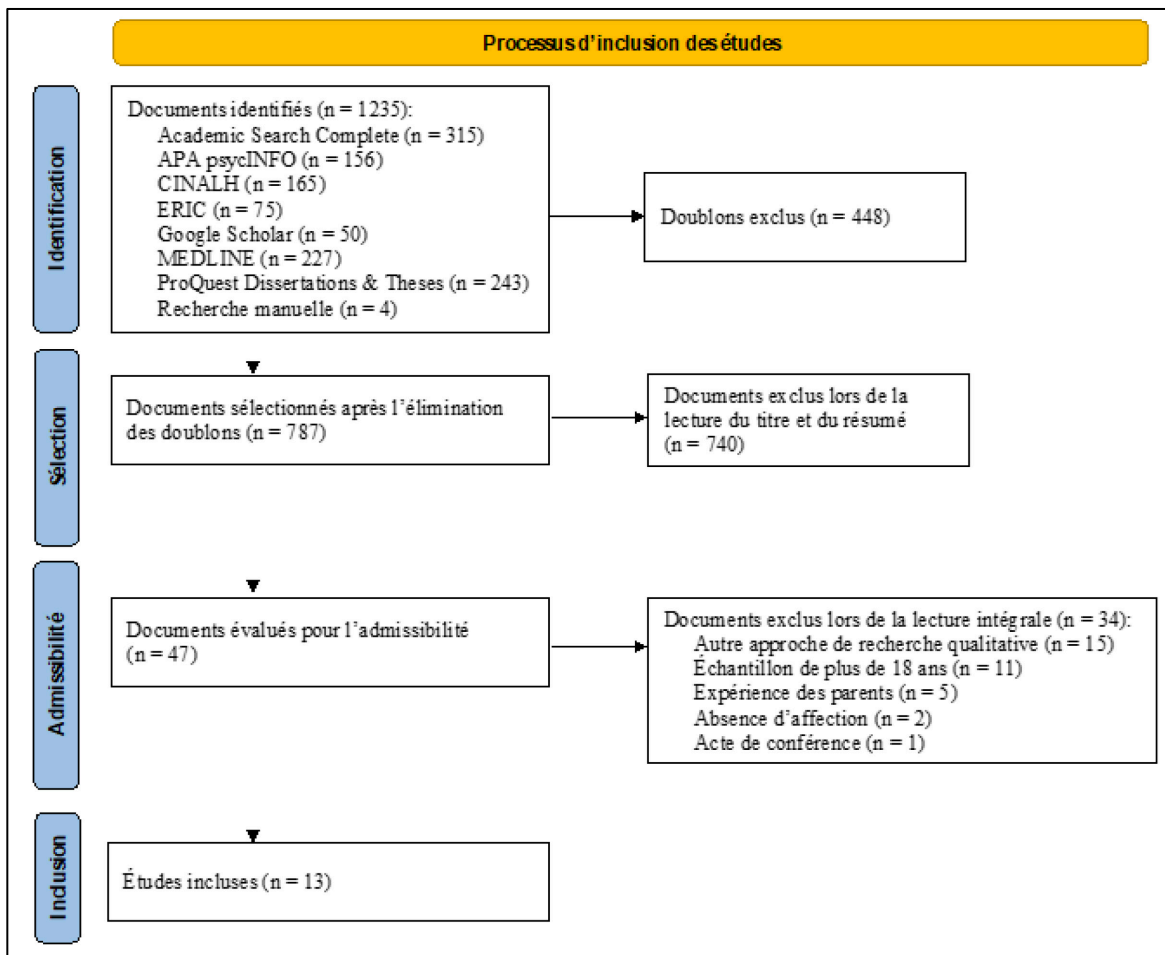 Processus d'inclusion des études
Identification
Documents identifiés (n = 1235):
Academic Search Complete (n = 315)
APA psycINFO (n = 156)
CINALH (n = 165)
ERIC (n = 75)
Google Scholar (n = 50)
MEDLINE (n = 227)
ProQuest Dissertations & Theses (n = 243)
Recherche manuelle (n = 4)
Doublons exclus (n = 448)
Sélection
Documents sélectionnés après l'élimination
des doublons (n = 787)
Documents exclus lors de la
lecture du titre et du résumé
(n = 740)
Admissibilité
Documents évalués pour l'admissibilité
(n = 47)
Documents exclus lors de la lecture intégrale (n = 34):
Autre approche de recherche qualitative (n = 15)
Échantillon de plus de 18 ans (n = 11)
Expérience des parents (n = 5)
Absence d'affection (n = 2)
Acte de conférence (n = 1)
Inclusion
Études incluses (n = 13)